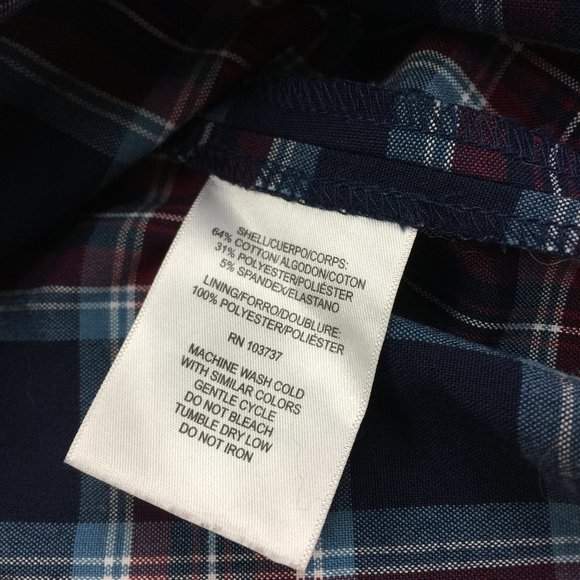 SHELL/CUERPO/CORPS:
64% COTTON/ ALGODON/COTON
31% POLYESTER/POLIÉSTER
5% SPANDEX/ELASTANO
LINING/FORRO/DOUBLURE:
100% POLYESTER/POLIÉSTER
RN 103737
MACHINE WASH COLD
WITH SIMILAR COLORS
GENTLE CYCLE
DO NOT BLEACH
TUMBLE DRY LOW
DO NOT IRON